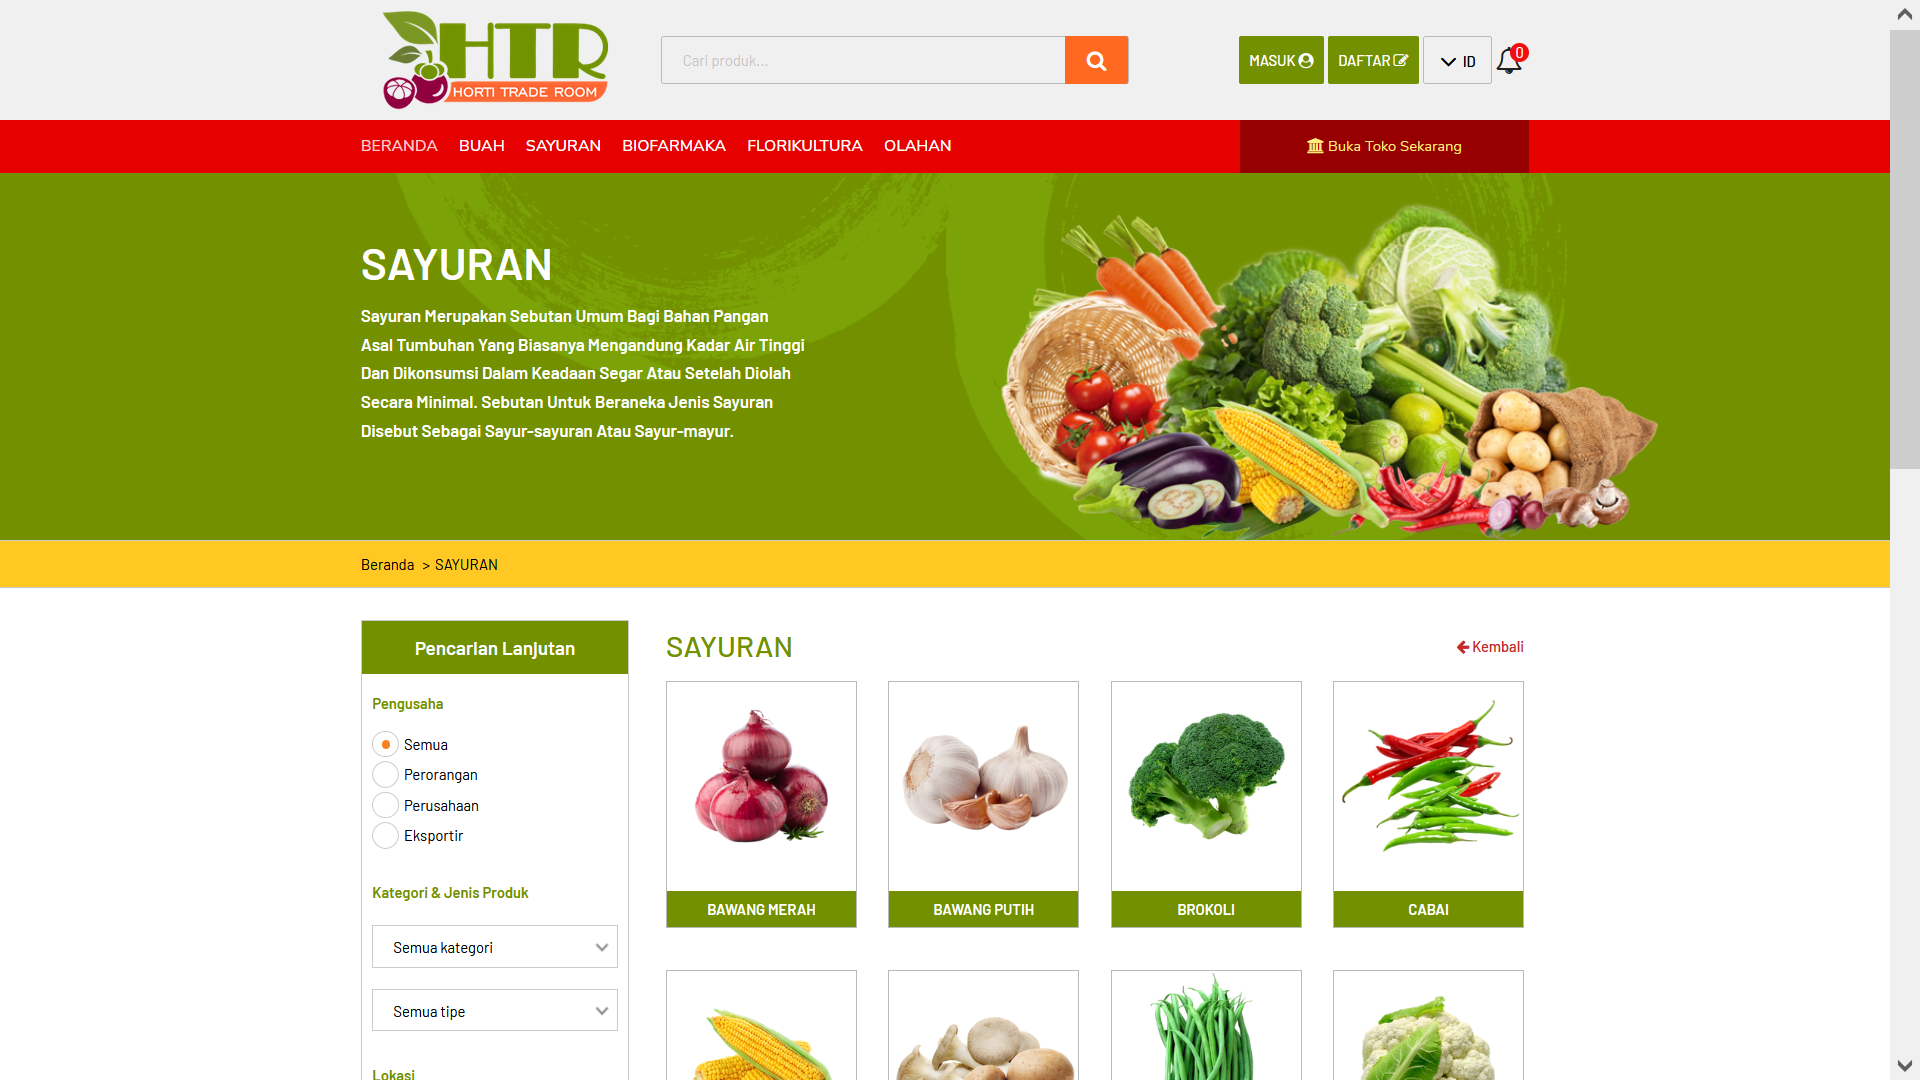 HTR
HORTI TRADE ROOM
Cari produk...
MASUK
DAFTAR
ID
0
BERANDA
BUAH
SAYURAN
BIOFARMAKA
FLORIKULTURA
OLAHAN
Buka Toko Sekarang
SAYURAN
Sayuran Merupakan Sebutan Umum Bagi Bahan Pangan
Asal Tumbuhan Yang Biasanya Mengandung Kadar Air Tinggi
Dan Dikonsumsi Dalam Keadaan Segar Atau Setelah Diolah
Secara Minimal. Sebutan Untuk Beraneka Jenis Sayuran
Disebut Sebagai Sayur-sayuran Atau Sayur-mayur.
Beranda > SAYURAN
Pencarian Lanjutan
Pengusaha
Semua
Perorangan
Perusahaan
Eksportir
Kategori & Jenis Produk
Semua kategori
Semua tipe
Lokasi
SAYURAN
Kembali
BAWANG MERAH
BAWANG PUTIH
BROKOLI
CABAI